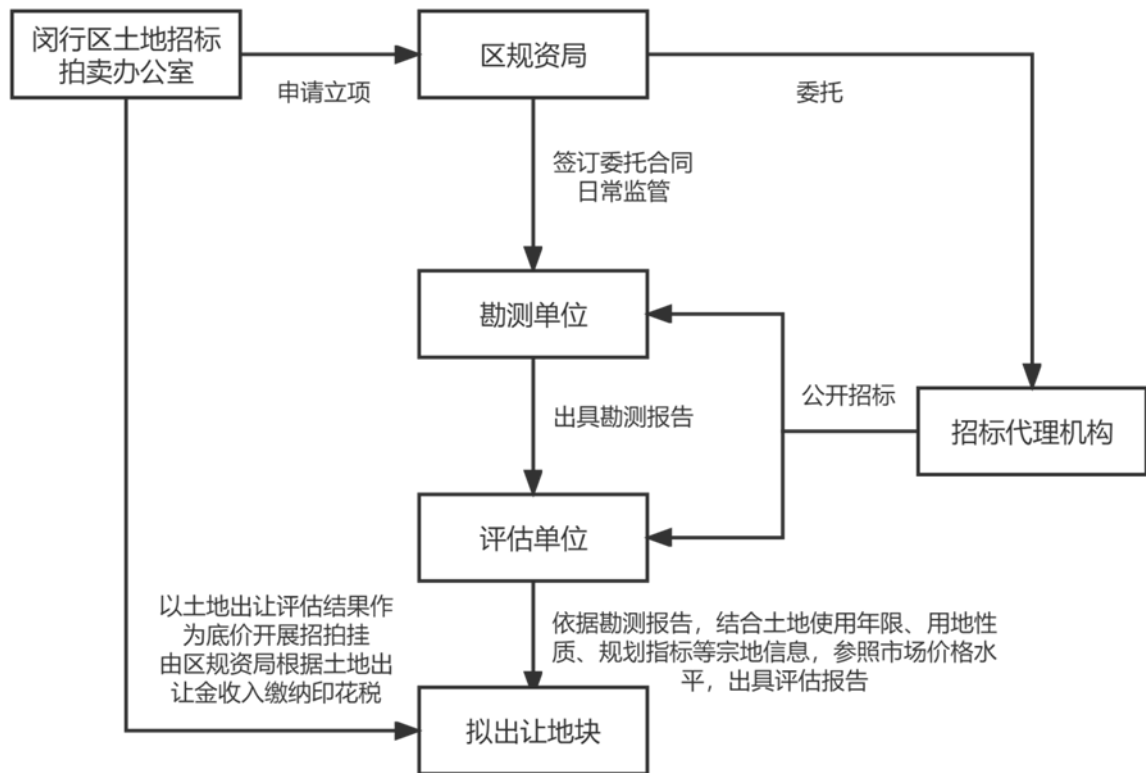 闵行区土地招标
拍卖办公室
区规资局
申请立项
委托
签订委托合同
日常监管
勘测单位
公开招标
招标代理机构
出具勘测报告
评估单位
以土地出让评估结果作
为底价开展招拍挂
由区规资局根据土地出
让金收入缴纳印花税
依据勘测报告，结合土地使用年限、用地性
质、规划指标等宗地信息，参照市场价格水
平，出具评估报告
拟出让地块